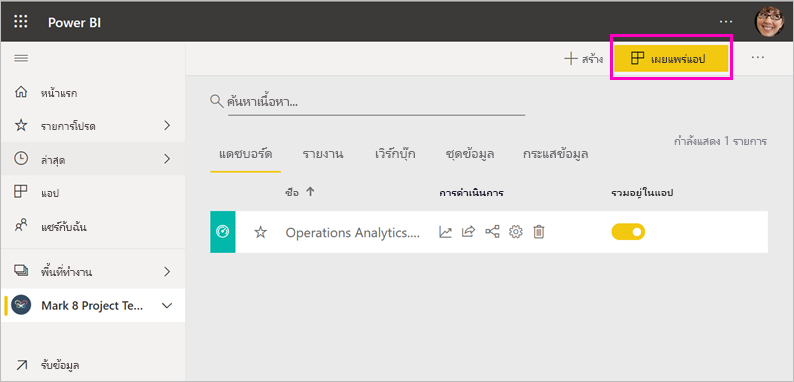 Power BI
สร้าง
เผยแพร่แอป
หน้าแรก
รายการโปรด
ล่าสุด
แอป
แชร์กับฉัน
พื้นที่ทำงาน
Mark 8 Project Te...
รับข้อมูล
ค้นหาเนื้อหา...
กำลังแสดง 1 รายการ
แดชบอร์ด รายงาน เวิร์กบุ๊ก ชุดข้อมูล กระแสข้อมูล
ชื่อ การดำเนินการ รวมอยู่ในแอป
Operations Analytics....